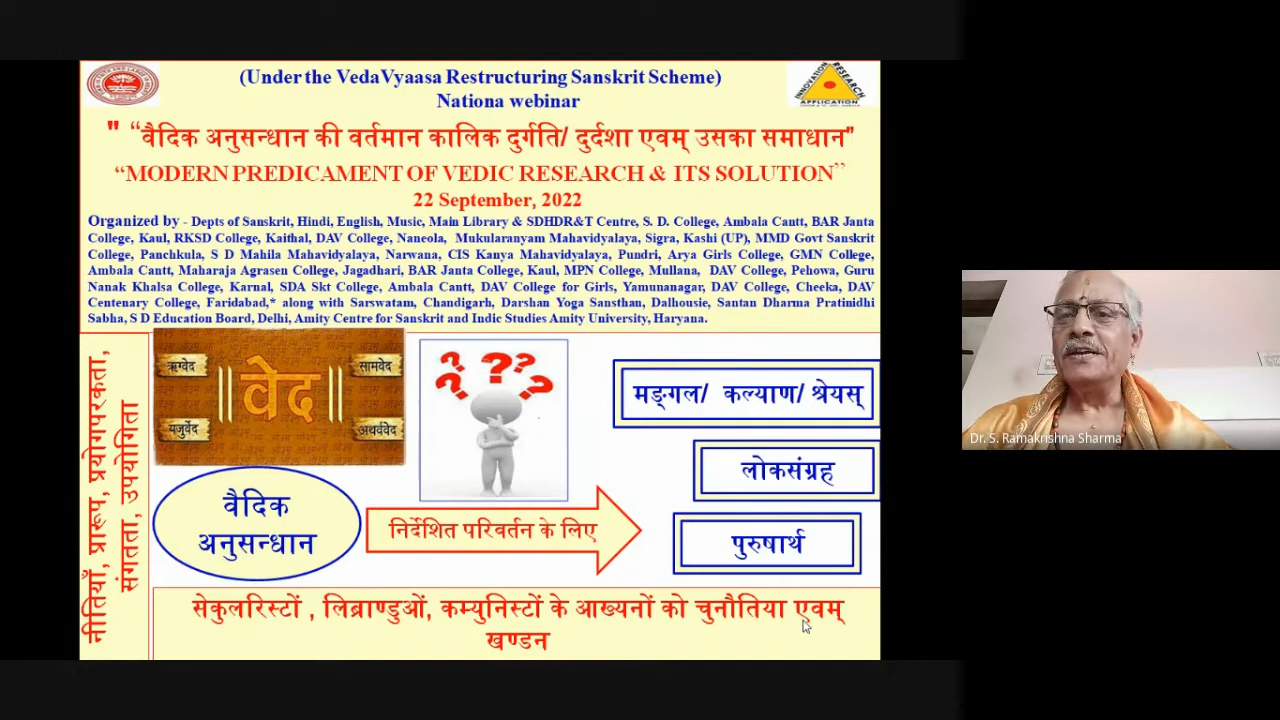 (Under the VedaVyaasa Restructuring Sanskrit Scheme)
Nationa webinar
" “वैदिक अनुसन्धान की वर्तमान कालिक दुर्गति/ दुर्दशा एवम् उसका समाधान"
“MODERN PREDICAMENT OF VEDIC RESEARCH & ITS SOLUTION”
22 September, 2022
Organized by - Depts of Sanskrit, Hindi, English, Music, Main Library & SDHDR&T Centre, S. D. College, Ambala Cantt, BAR Janta
College, Kaul, RKSD College, Kaithal, DAV College, Naneola, Mukularanyam Mahavidyalaya, Sigra, Kashi (UP), MMD Govt Sanskrit
College, Panchkula, S D Mahila Mahavidyalaya, Narwana, CIS Kanya Mahavidyalaya, Pundri, Arya Girls College, GMN College,
Ambala Cantt, Maharaja Agrasen College, Jagadhari, BAR Janta College, Kaul, MPN College, Mullana, DAV College, Pehowa, Guru
Nanak Khalsa College, Karnal, SDA Skt College, Ambala Cantt, DAV College for Girls, Yamunanagar, DAV College, Cheeka, DAV
Centenary College, Faridabad,* along with Sarswatam, Chandigarh, Darshan Yoga Sansthan, Dalhousie, Santan Dharma Pratinidhi
Sabha, S D Education Board, Delhi, Amity Centre for Sanskrit and Indic Studies Amity University, Haryana.
INNOVATION RESEARCH
APPLICATION
नीतियाँ, प्रारूप, प्रयोगपरकता,
संगतता, उपयोगिता
ऋग्वेद
सामवेद
॥ वेद ॥
यजुर्वेद
अथर्ववेद
? ? ? ? ?
मङ्गल/ कल्याण/ श्रेयस्
लोकसंग्रह
वैदिक
अनुसन्धान
निर्देशित परिवर्तन के लिए
पुरुषार्थ
सेकुलरिस्टों , लिब्राण्डुओं, कम्युनिस्टों के आख्यनों को चुनौतिया एवम्
खण्डन
Dr. S. Ramakrishna Sharma